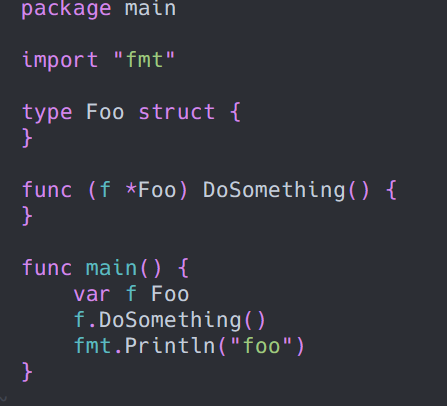 package main
import "fmt"
type Foo struct {
}
func (f *Foo) DoSomething() {
}
func main() {
    var f Foo
    f.DoSomething()
    fmt.Println("foo")
}